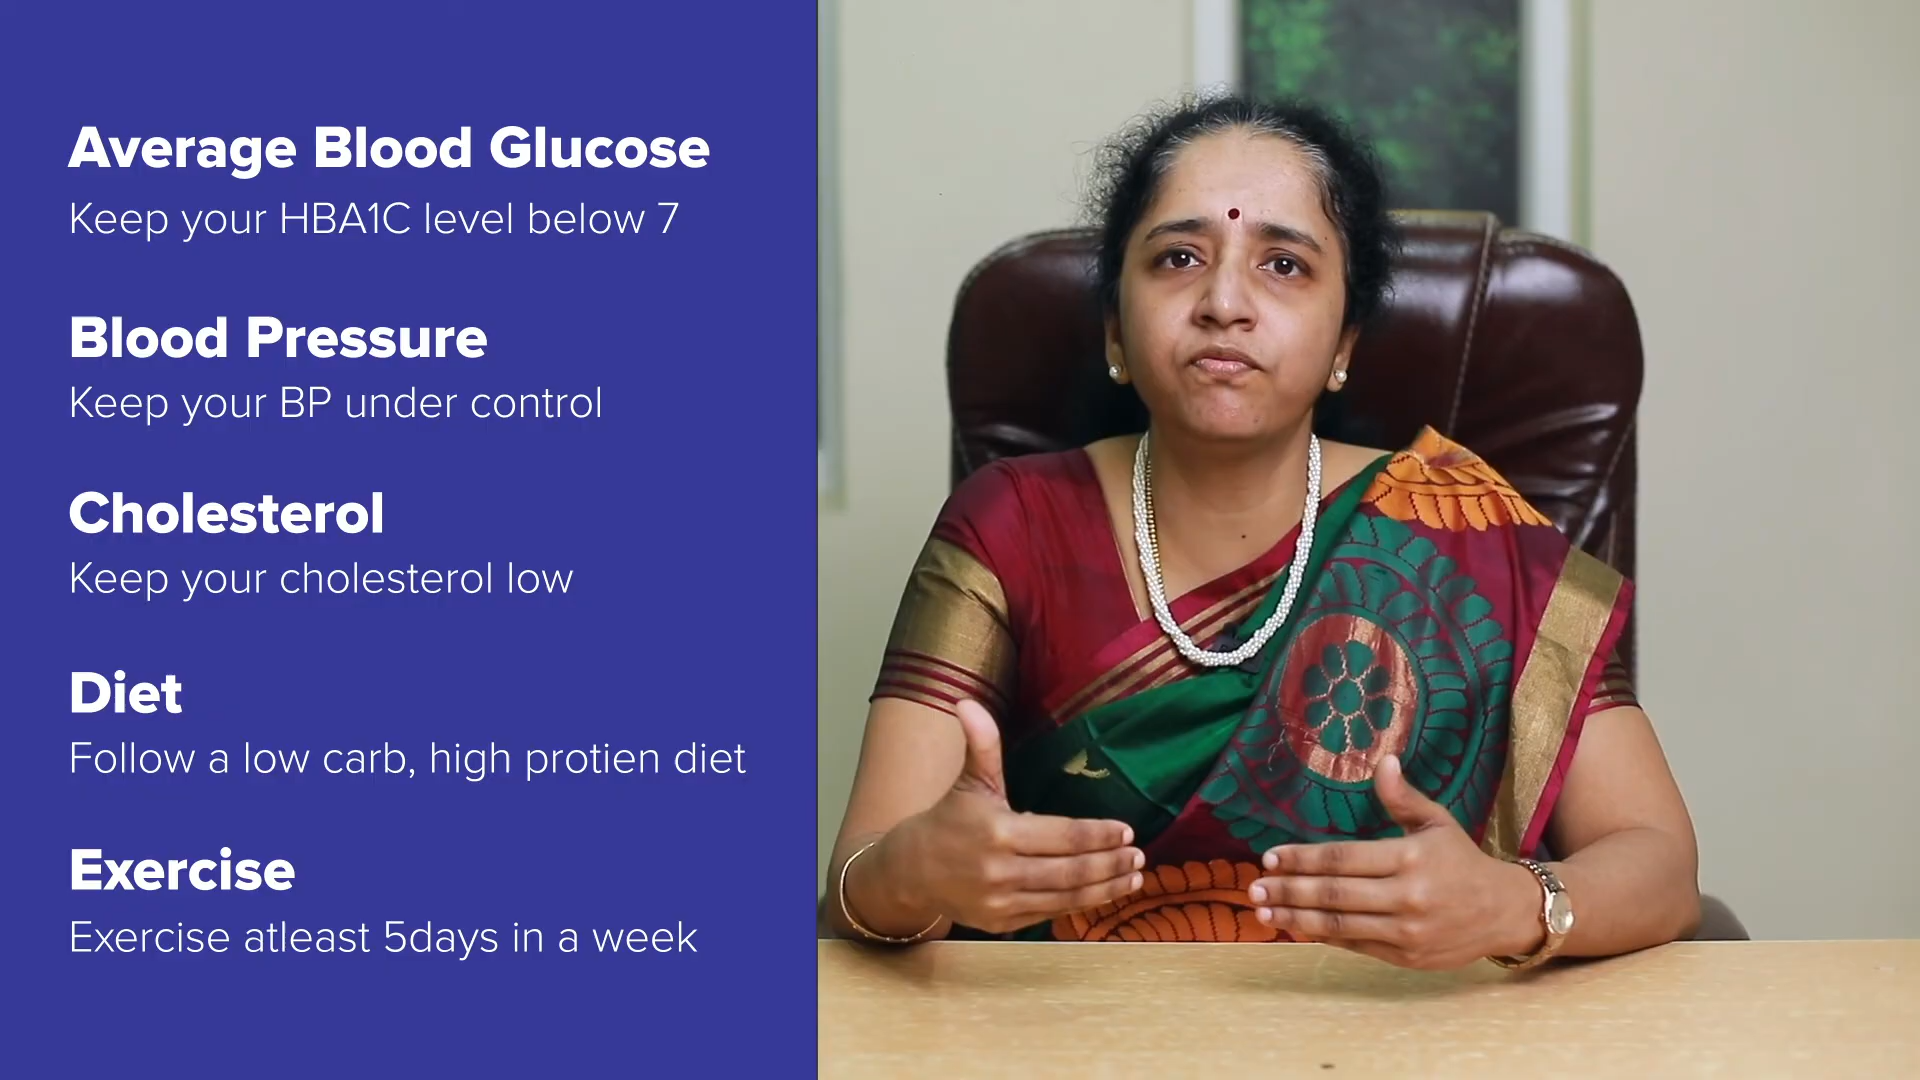 Average Blood Glucose
Keep your HBA1C level below 7
Blood Pressure
Keep your BP under control
Cholesterol
Keep your cholesterol low
Diet
Follow a low carb, high protien diet
Exercise
Exercise atleast 5days in a week